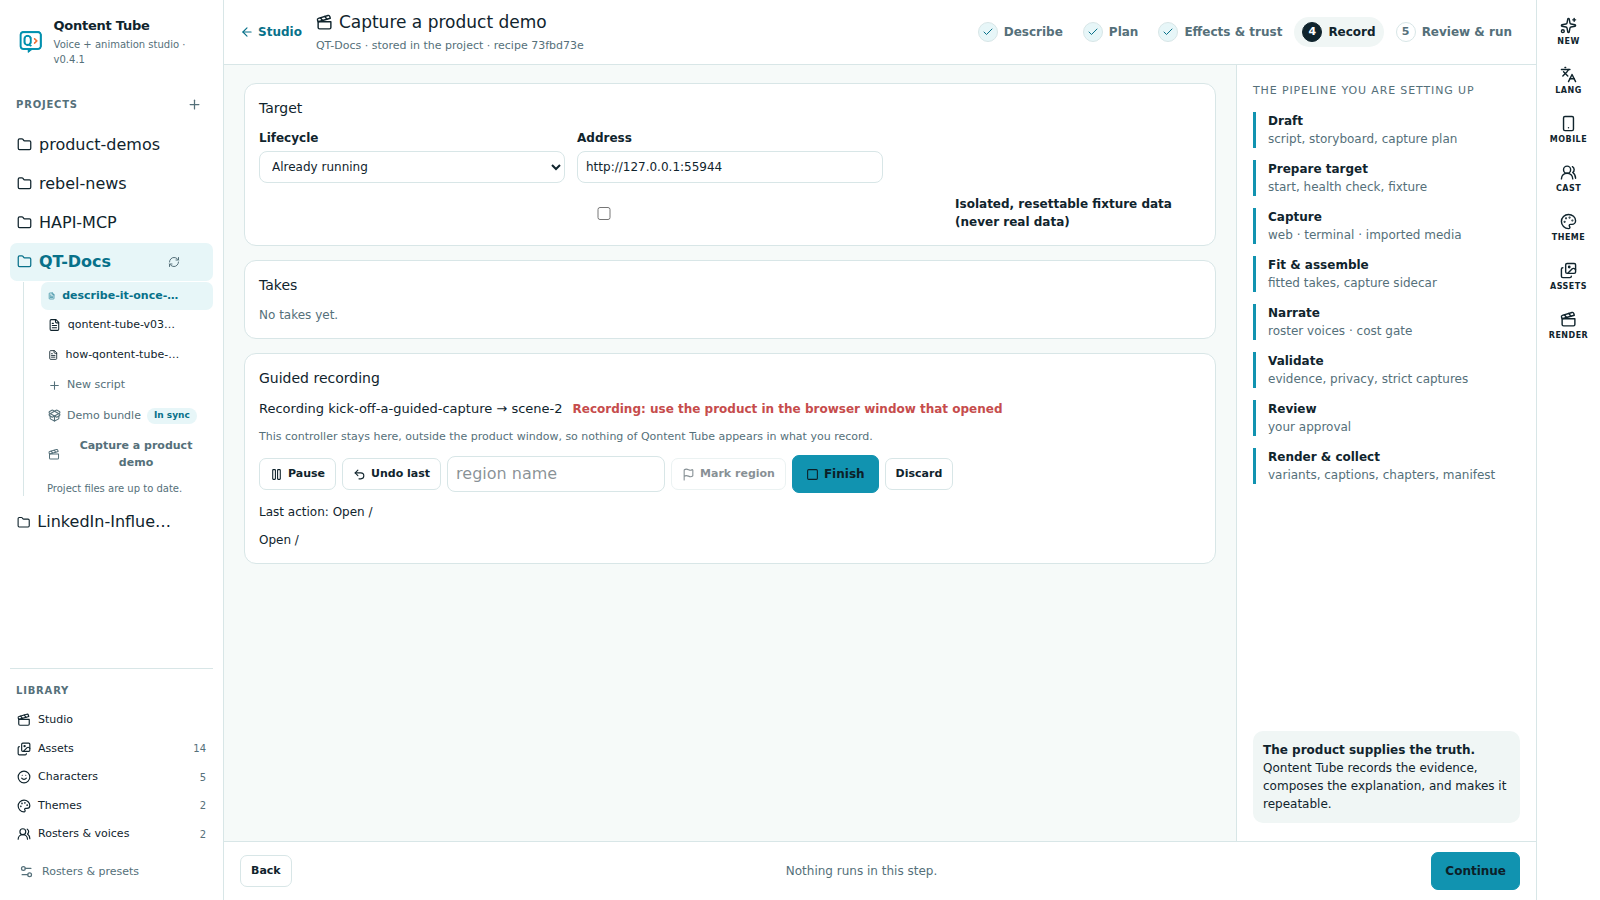 Qontent Tube
Voice + animation studio ·
v0.4.1
PROJECTS
product-demos
rebel-news
HAPI-MCP
QT-Docs
describe-it-once-...
qontent-tube-v03...
how-qontent-tube-...
New script
Demo bundle In sync
Capture a product
demo
Project files are up to date.
LinkedIn-Influe...
LIBRARY
Studio
Assets 14
Characters 5
Themes 2
Rosters & voices 2
Rosters & presets
Studio
Capture a product demo
QT-Docs · stored in the project · recipe 73fbd73e
Describe
Plan
Effects & trust
4 Record
5 Review & run
Target
Lifecycle
Already running
Address
http://127.0.0.1:55944
Isolated, resettable fixture data
(never real data)
Takes
No takes yet.
Guided recording
Recording kick-off-a-guided-capture → scene-2 Recording: use the product in the browser window that opened
This controller stays here, outside the product window, so nothing of Qontent Tube appears in what you record.
Pause
Undo last
region name
Mark region
Finish
Discard
Last action: Open /
Open /
THE PIPELINE YOU ARE SETTING UP
Draft
script, storyboard, capture plan
Prepare target
start, health check, fixture
Capture
web · terminal · imported media
Fit & assemble
fitted takes, capture sidecar
Narrate
roster voices · cost gate
Validate
evidence, privacy, strict captures
Review
your approval
Render & collect
variants, captions, chapters, manifest
The product supplies the truth.
Qontent Tube records the evidence,
composes the explanation, and makes it
repeatable.
Back
Nothing runs in this step.
Continue
NEW
LANG
MOBILE
CAST
THEME
ASSETS
RENDER